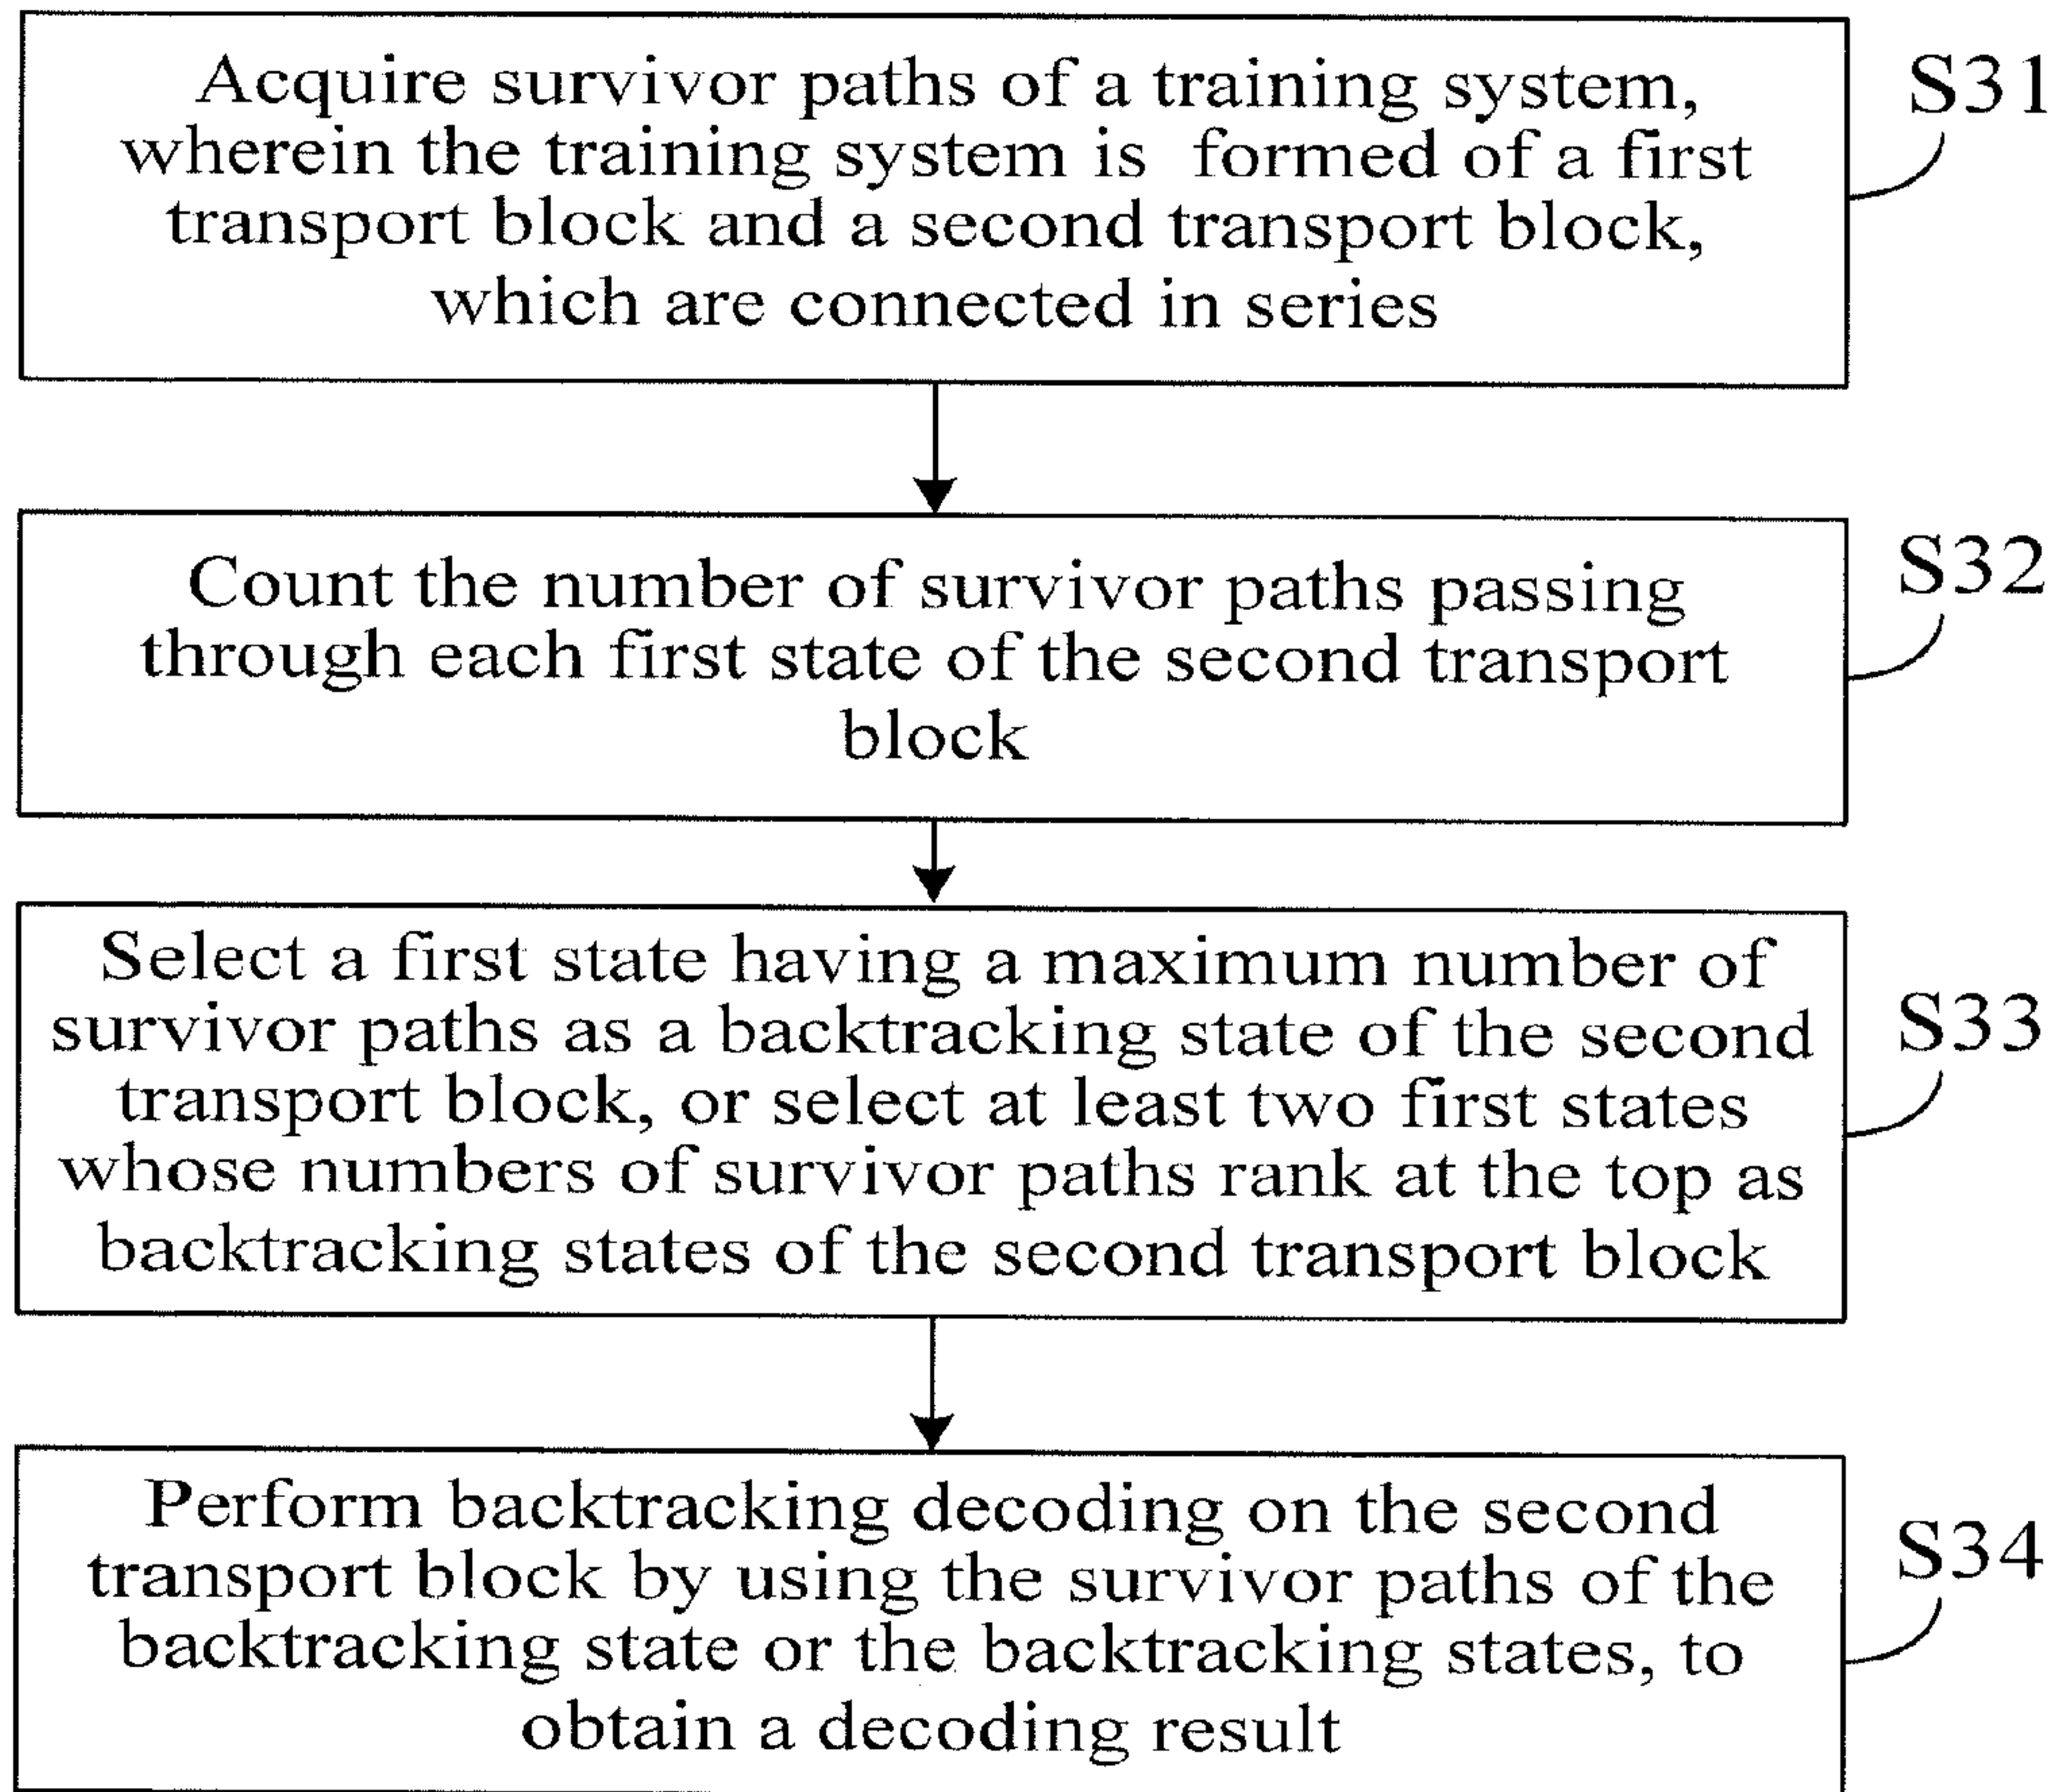 Acquire survivor paths of a training system,
wherein the training system is formed of a first
transport block and a second transport block,
which are connected in series
S31
Count the number of survivor paths passing
through each first state of the second transport
block
S32
Select a first state having a maximum number of
survivor paths as a backtracking state of the second
transport block, or select at least two first states
whose numbers of survivor paths rank at the top as
backtracking states of the second transport block
S33
Perform backtracking decoding on the second
transport block by using the survivor paths of the
backtracking state or the backtracking states, to
obtain a decoding result
S34